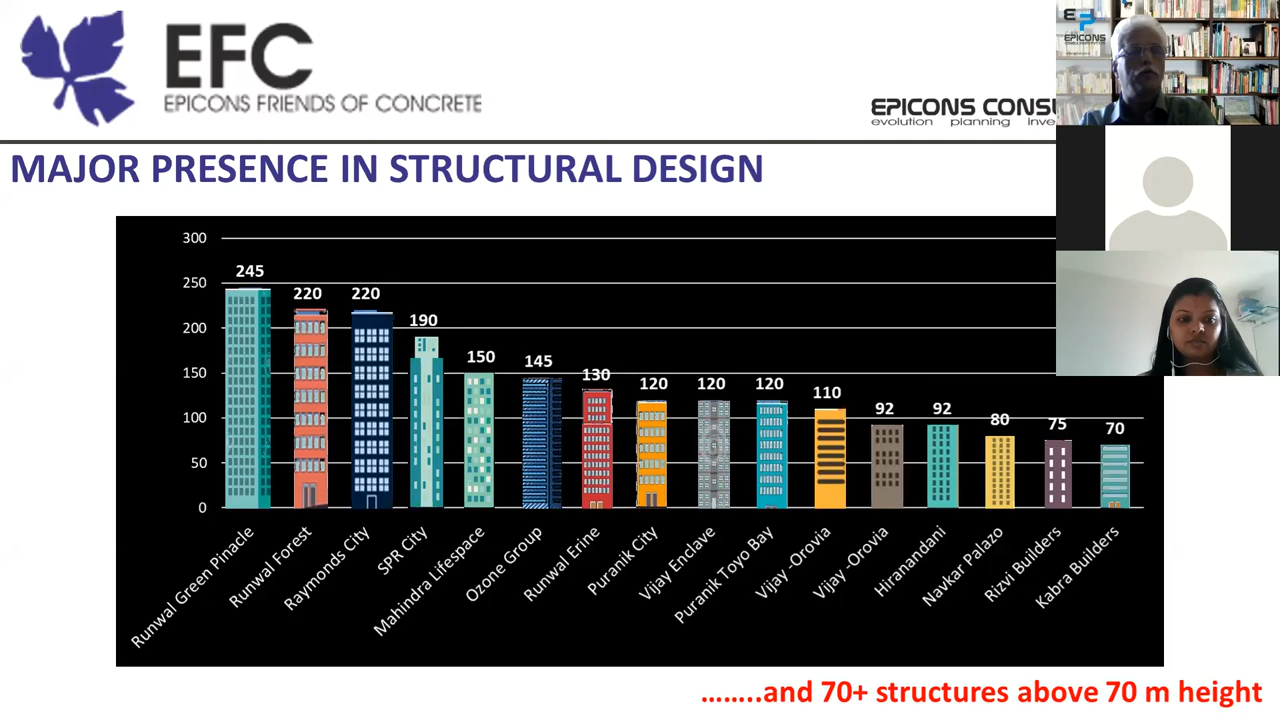 EFC
EPICONS FRIENDS OF CONCRETE
EPICONS
evolution planning
EP
EPICONS
MAJOR PRESENCE IN STRUCTURAL DESIGN
300
250
200
150
100
50
0
245
220
220
190
150
145
130
120
120
120
110
92
92
80
75
70
Runwal Green Pinacle
Runwal Forest
Raymonds City
SPR City
Mahindra Lifespace
Ozone Group
Runwal Erine
Puranik City
Vijay Enclave
Puranik Toyo Bay
Vijay -Orovia
Vijay -Orovia
Hiranandani
Navkar Palazo
Rizvi Builders
Kabra Builders
........and 70+ structures above 70 m height